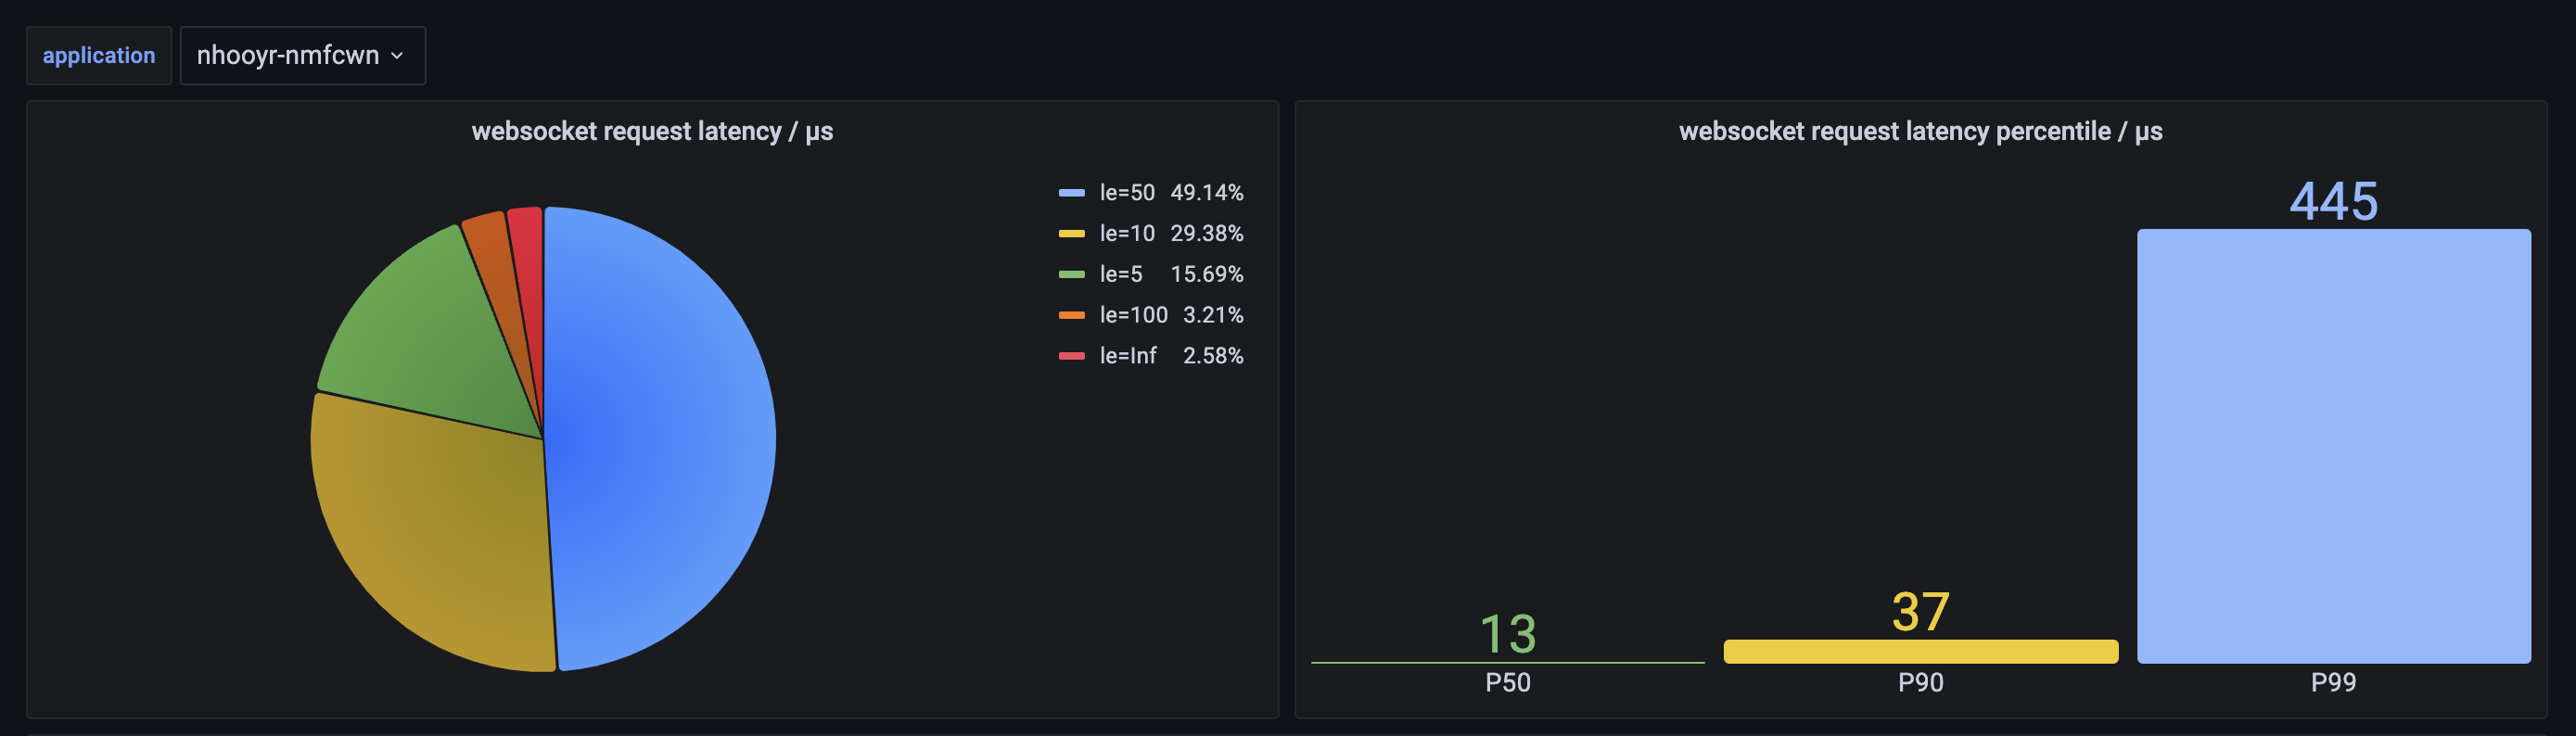 application nhooyr-nmfcwn
websocket request latency / µs
le=50 49.14%
le=10 29.38%
le=5 15.69%
le=100 3.21%
le=Inf 2.58%
websocket request latency percentile / µs
445
37
13
P50 P90 P99